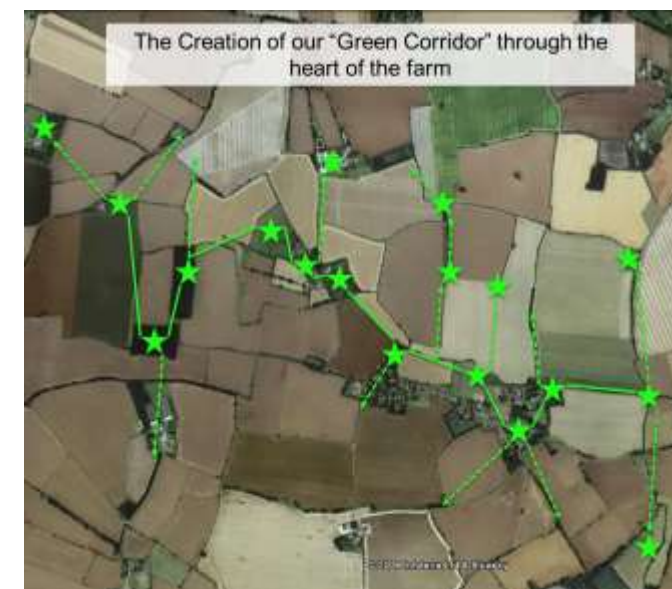 The Creation of our “Green Corridor” through the
heart of the farm